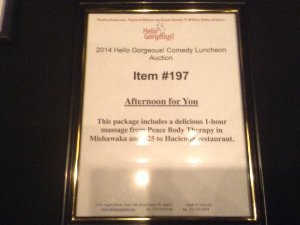 Hello
Gorgeous!
2014 Hello Gorgeous! Comedy Luncheon
Auction
Item #197
Afternoon for You
This package includes a delicious 1-hour
massage from Peace Body Therapy in
Mishawaka and $25 to Hacienda restaurant.